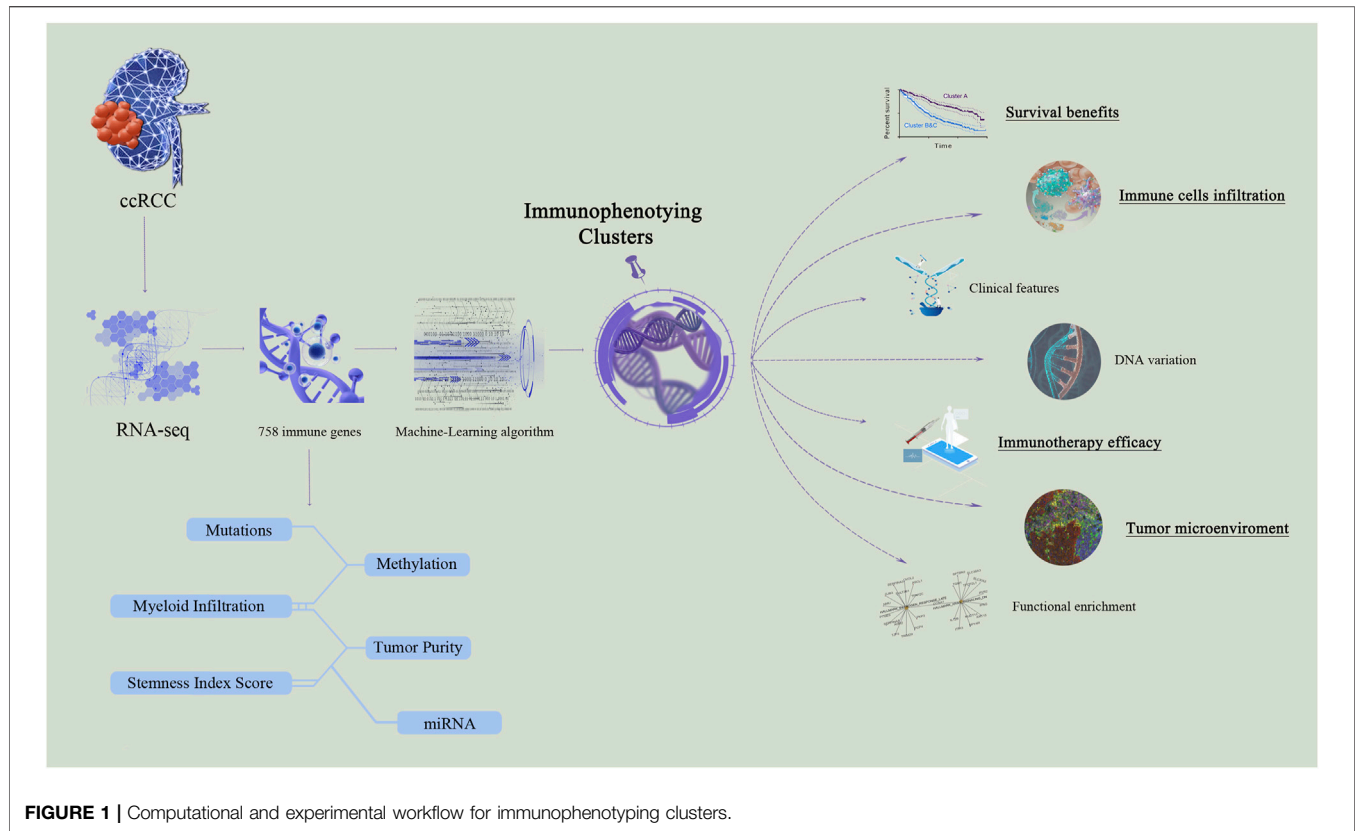 ccRCC
RNA-seq
758 immune genes
Machine-Learning algorithm
Immunophenotying
Clusters
Mutations
Methylation
Myeloid Infiltration
Tumor Purity
Stemness Index Score
miRNA
Percent survival
Cluster A
Cluster B&C
Time
Survival benefits
Immune cells infiltration
Clinical features
DNA variation
Immunotherapy efficacy
Tumor microenviroment
Functional enrichment
FIGURE 1 | Computational and experimental workflow for immunophenotyping clusters.